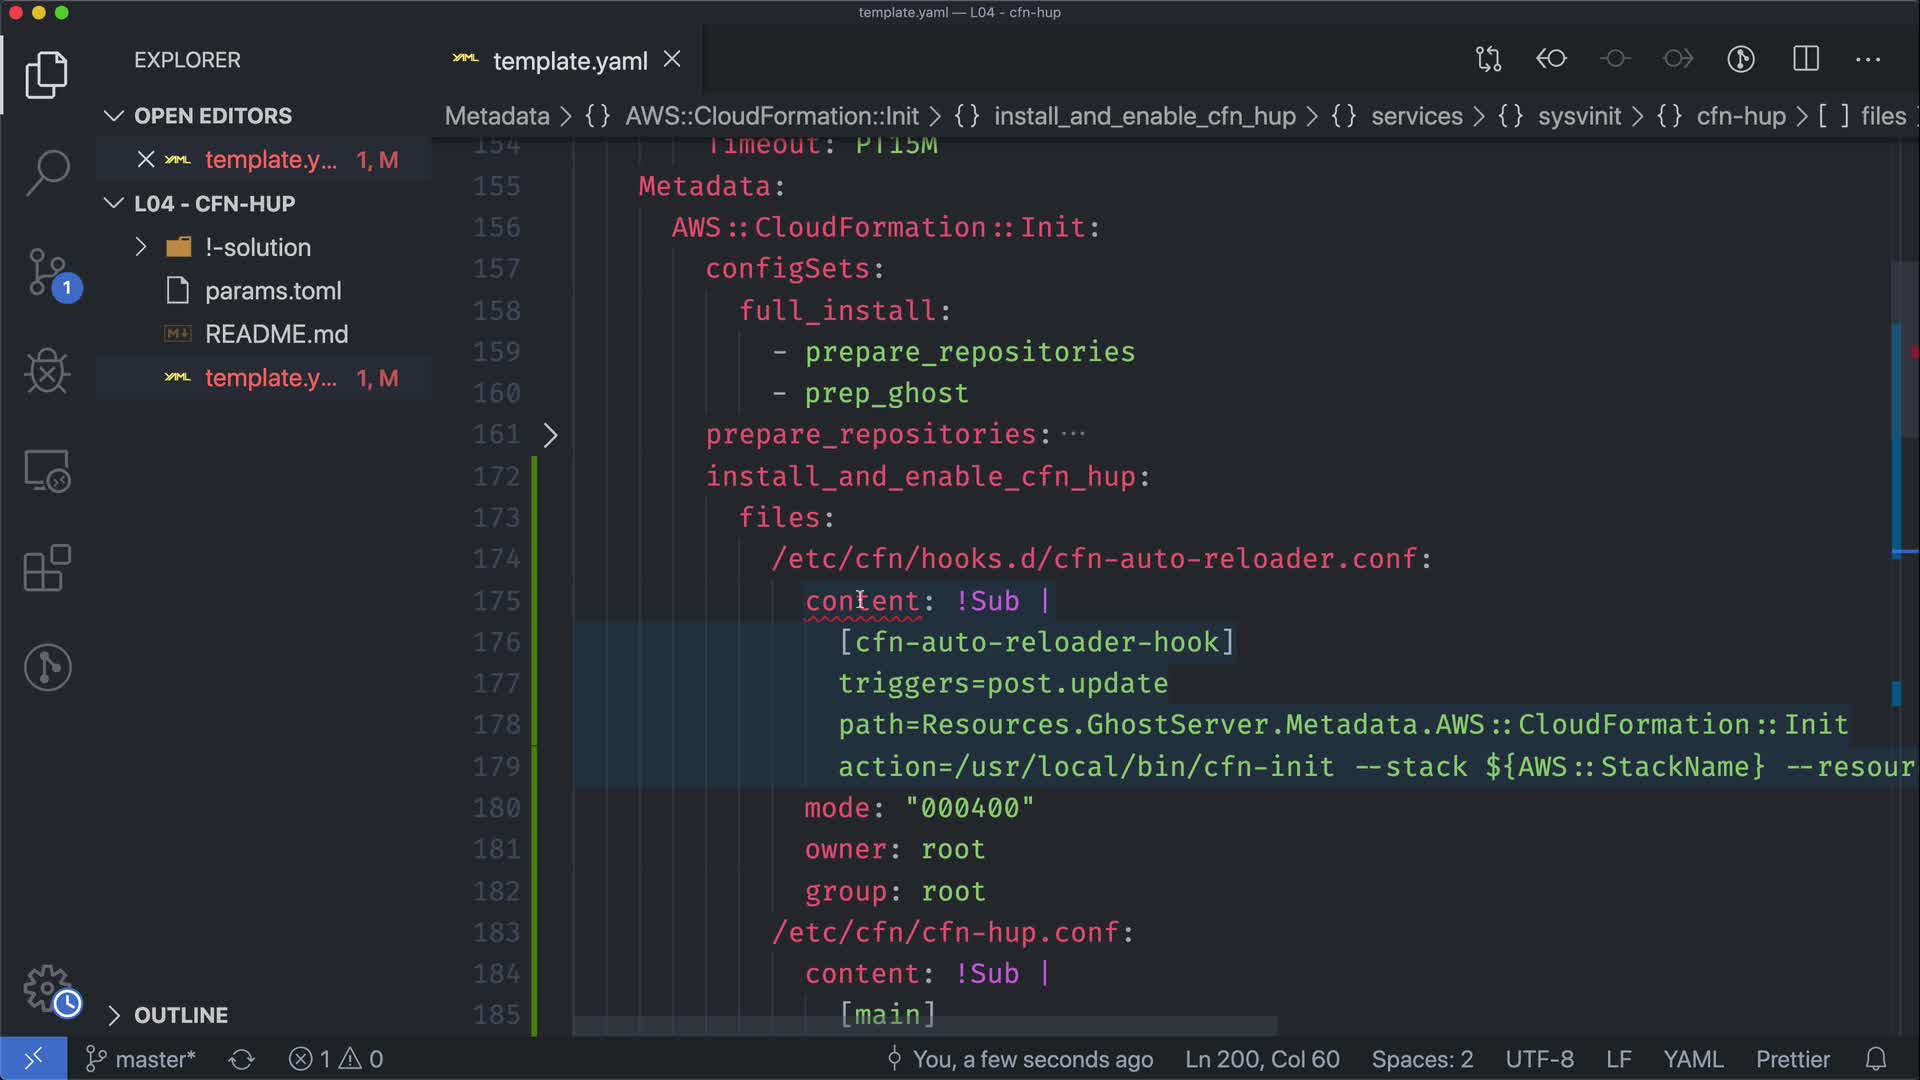 template.yaml — L04 - cfn-hup
EXPLORER
template.yaml
OPEN EDITORS
template.y... 1, M
L04 - CFN-HUP
!-solution
params.toml
README.md
template.y... 1, M
OUTLINE
1
Metadata > {} AWS::CloudFormation::Init > {} install_and_enable_cfn_hup > {} services > {} sysvinit > {} cfn-hup > [ ] files
154 Timeout: PT15M
155 Metadata:
156 AWS::CloudFormation::Init:
157 configSets:
158 full_install:
159 - prepare_repositories
160 - prep_ghost
161 prepare_repositories: ...
172 install_and_enable_cfn_hup:
173 files:
174 /etc/cfn/hooks.d/cfn-auto-reloader.conf:
175 content: !Sub |
176 [cfn-auto-reloader-hook]
177 triggers=post.update
178 path=Resources.GhostServer.Metadata.AWS::CloudFormation::Init
179 action=/usr/local/bin/cfn-init --stack ${AWS::StackName} --resour
180 mode: "000400"
181 owner: root
182 group: root
183 /etc/cfn/cfn-hup.conf:
184 content: !Sub |
185 [main]
master* 1 0 You, a few seconds ago Ln 200, Col 60 Spaces: 2 UTF-8 LF YAML Prettier